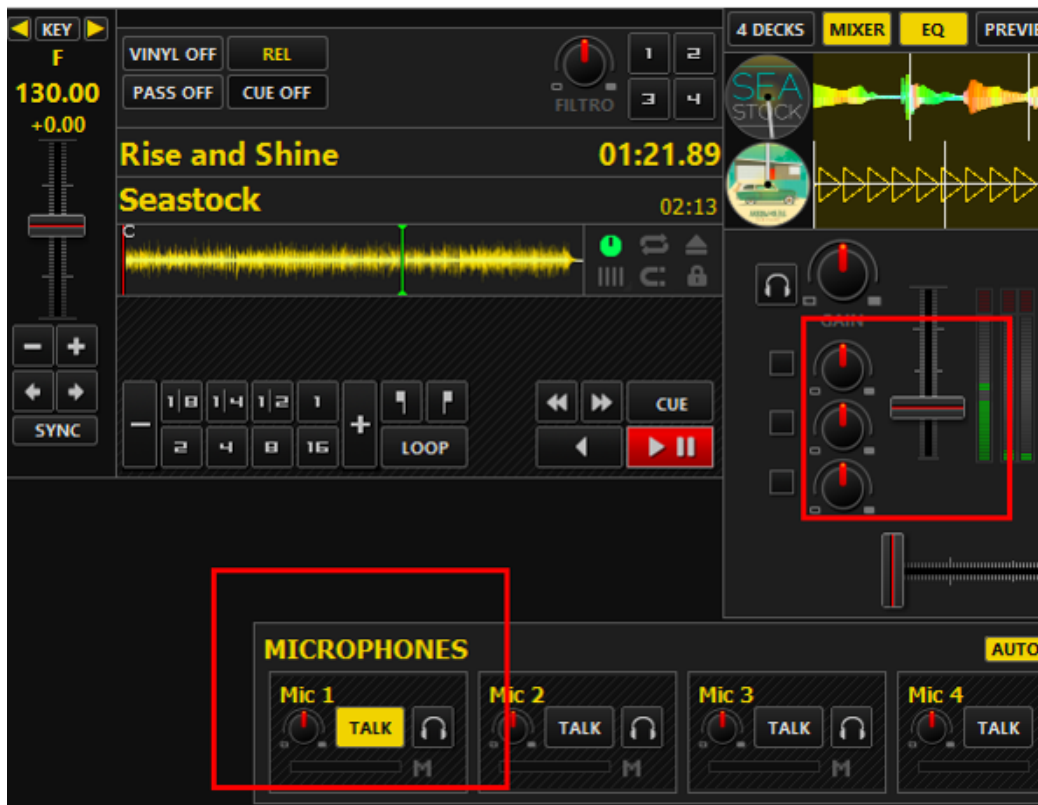 KEY
F
130.00
+0.00
SYNC
VINYL OFF REL
PASS OFF CUE OFF
FILTRO
1 2
3 4
Rise and Shine 01:21.89
Seastock 02:13
C
1|8 1|4 1|2 1
2 4 8 16
LOOP
CUE
4 DECKS MIXER EQ PREVIE
SEA
STOCK
GAIN
MICROPHONES AUTO
Mic 1 Mic 2 Mic 3 Mic 4
TALK TALK TALK TALK
M M M